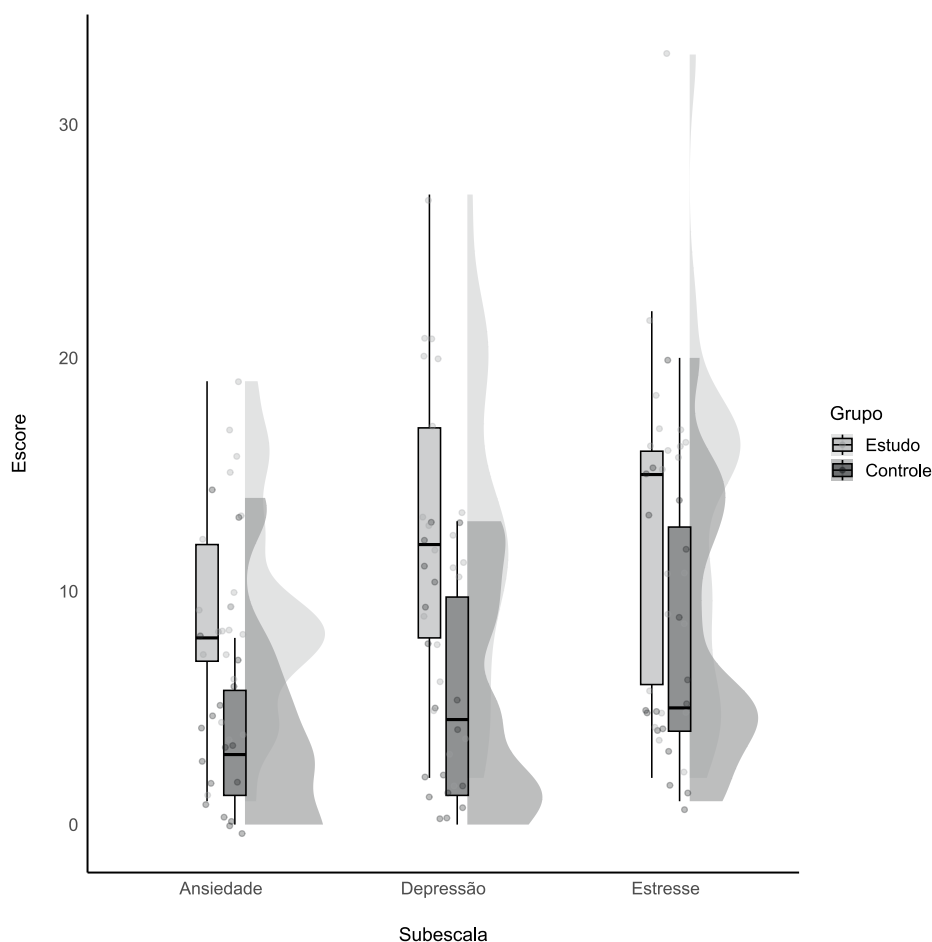 Escore
30
20
10
0
Ansiedade
Depressão
Estresse
Subescala
Grupo
Estudo
Controle